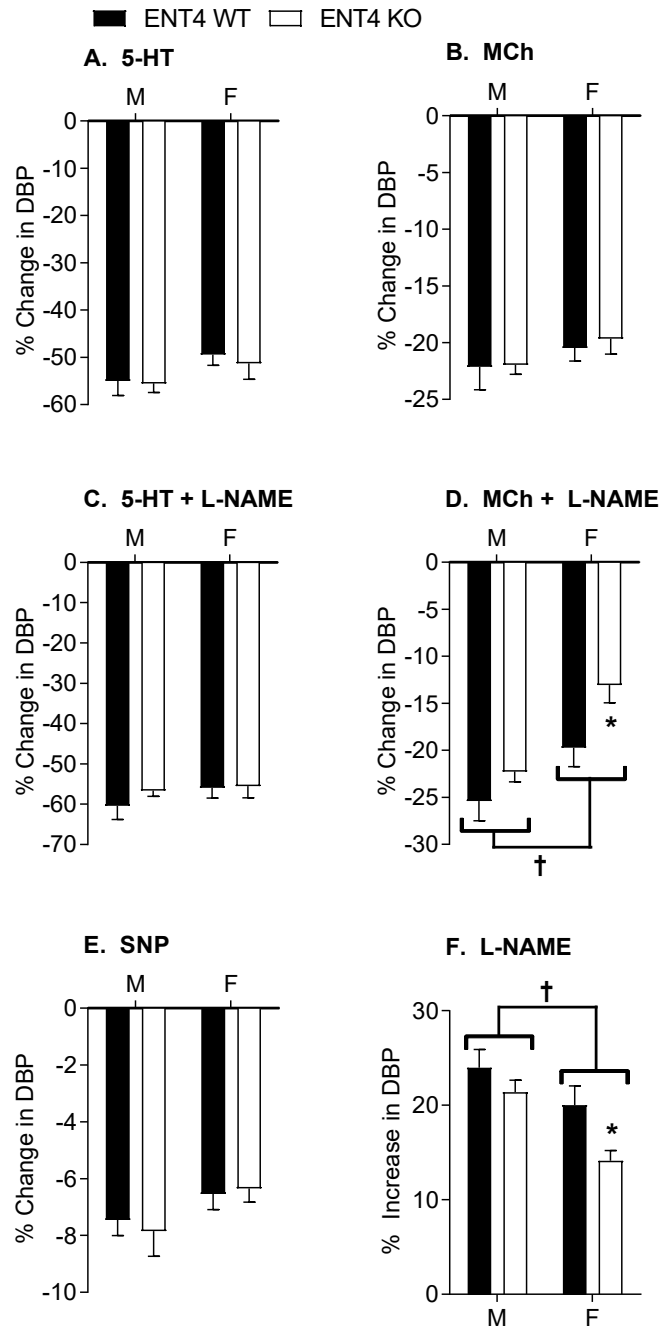 ENT4 WT ENT4 KO
A. 5-HT
M F
0
-10
-20
-30
-40
-50
-60
% Change in DBP
B. MCh
M F
0
-5
-10
-15
-20
-25
% Change in DBP
C. 5-HT + L-NAME
M F
0
-10
-20
-30
-40
-50
-60
-70
% Change in DBP
D. MCh + L-NAME
M F
0
-5
-10
-15
-20
-25
-30
% Change in DBP
*
†
E. SNP
M F
0
-2
-4
-6
-8
-10
% Change in DBP
F. L-NAME
†
30
20
10
0
% Increase in DBP
*
M F